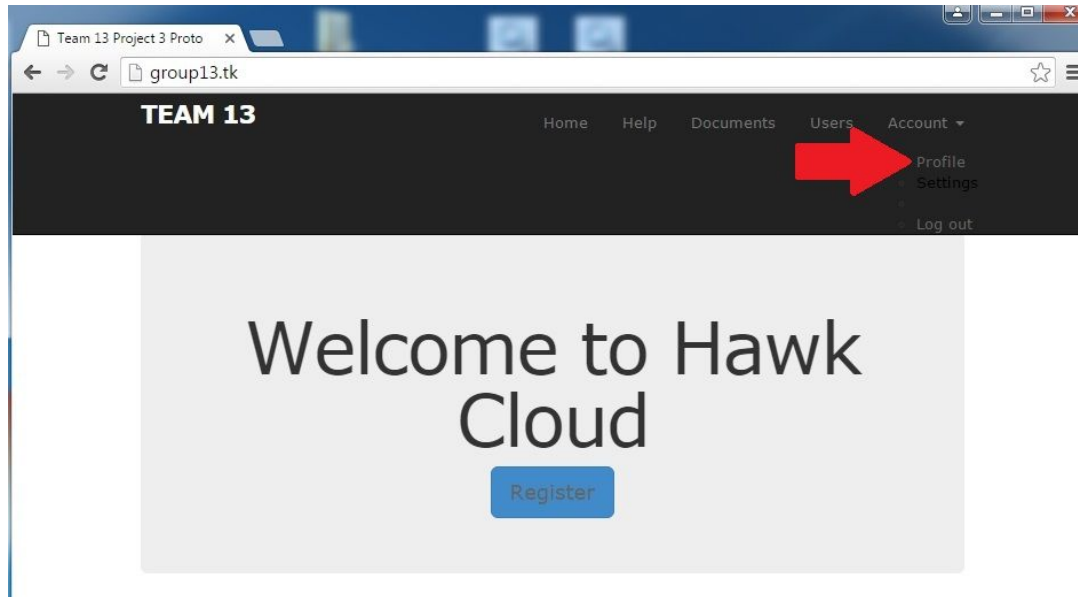 Team 13 Project 3 Proto
group13.tk
TEAM 13
Home Help Documents Users Account
Profile
Settings
Log out
Welcome to Hawk
Cloud
Register